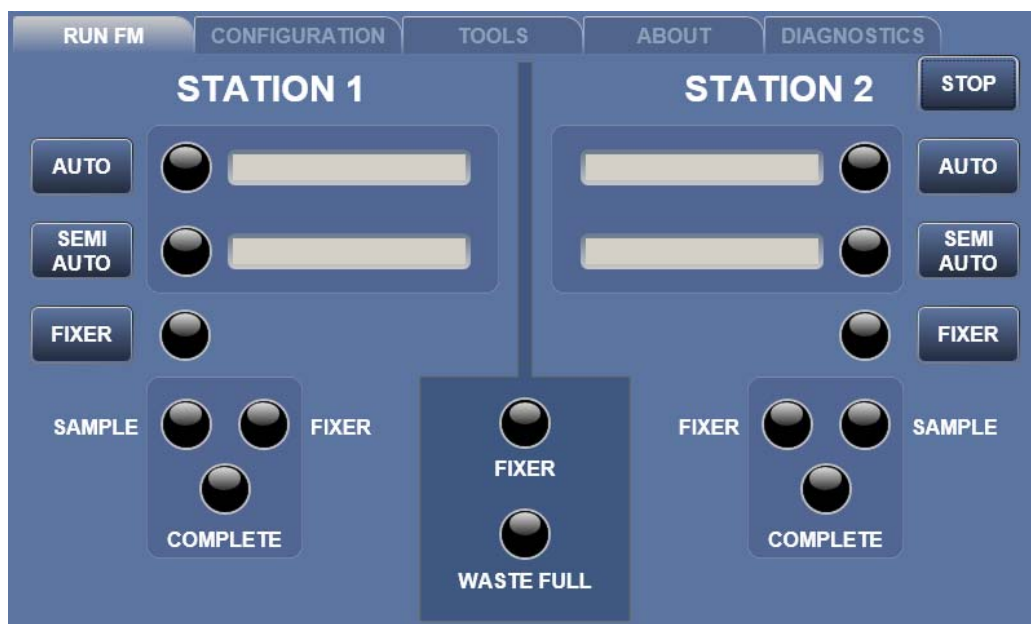 RUN FM
CONFIGURATION
TOOLS
ABOUT
DIAGNOSTICS
STATION 1
STATION 2
STOP
AUTO
AUTO
SEMI
AUTO
SEMI
AUTO
FIXER
FIXER
SAMPLE
FIXER
COMPLETE
FIXER
WASTE FULL
FIXER
SAMPLE
COMPLETE